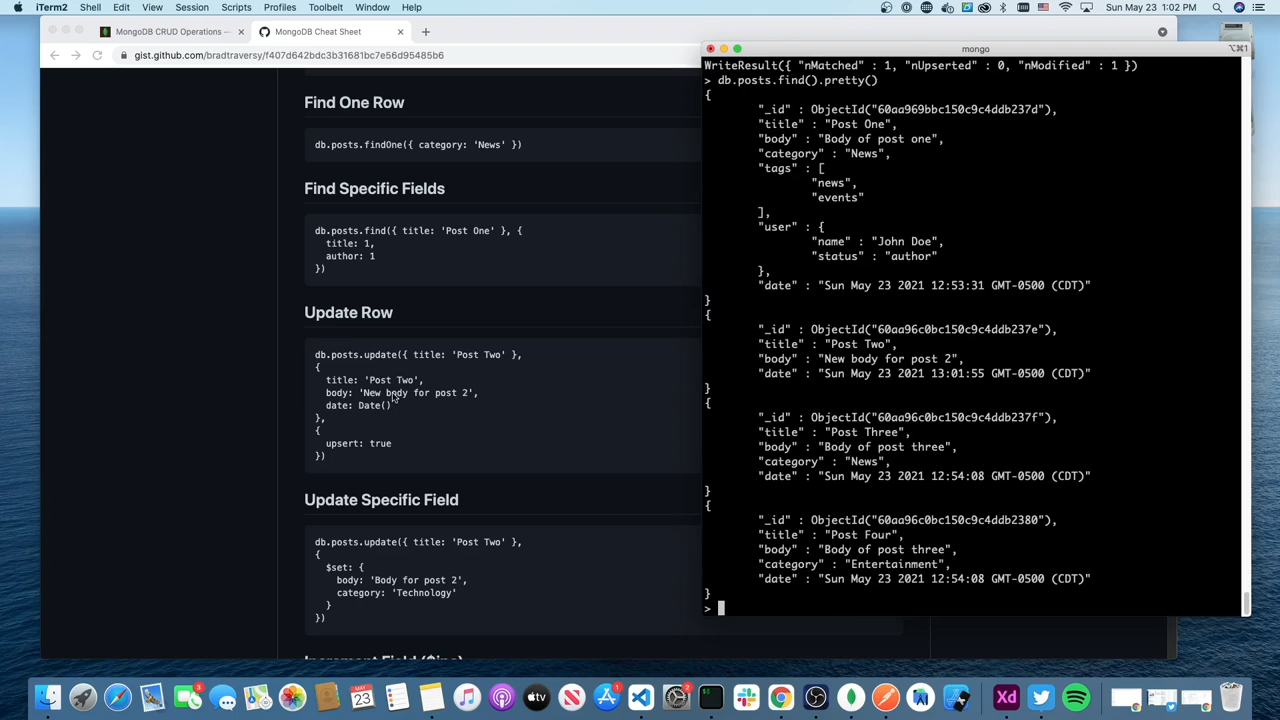 iTerm2 Shell Edit View Session Scripts Profiles Toolbelt Window Help
Sun May 23 1:02 PM
MongoDB CRUD Operations —
MongoDB Cheat Sheet
gist.github.com/bradtraversy/f407d642bdc3b31681bc7e56d95485b6
Find One Row
db.posts.findOne({ category: 'News' })
Find Specific Fields
db.posts.find({ title: 'Post One' }, {
title: 1,
author: 1
})
Update Row
db.posts.update({ title: 'Post Two' },
{
title: 'Post Two',
body: 'New body for post 2',
date: Date()
},
{
upsert: true
})
Update Specific Field
db.posts.update({ title: 'Post Two' },
{
$set: {
body: 'Body for post 2',
category: 'Technology'
}
})
mongo
⌥⌘1
WriteResult({ "nMatched" : 1, "nUpserted" : 0, "nModified" : 1 })
> db.posts.find().pretty()
{
"_id" : ObjectId("60aa969bbc150c9c4ddb237d"),
"title" : "Post One",
"body" : "Body of post one",
"category" : "News",
"tags" : [
"news",
"events"
],
"user" : {
"name" : "John Doe",
"status" : "author"
},
"date" : "Sun May 23 2021 12:53:31 GMT-0500 (CDT)"
}
{
"_id" : ObjectId("60aa96c0bc150c9c4ddb237e"),
"title" : "Post Two",
"body" : "New body for post 2",
"date" : "Sun May 23 2021 13:01:55 GMT-0500 (CDT)"
}
{
"_id" : ObjectId("60aa96c0bc150c9c4ddb237f"),
"title" : "Post Three",
"body" : "Body of post three",
"category" : "News",
"date" : "Sun May 23 2021 12:54:08 GMT-0500 (CDT)"
}
{
"_id" : ObjectId("60aa96c0bc150c9c4ddb2380"),
"title" : "Post Four",
"body" : "Body of post three",
"category" : "Entertainment",
"date" : "Sun May 23 2021 12:54:08 GMT-0500 (CDT)"
}
>